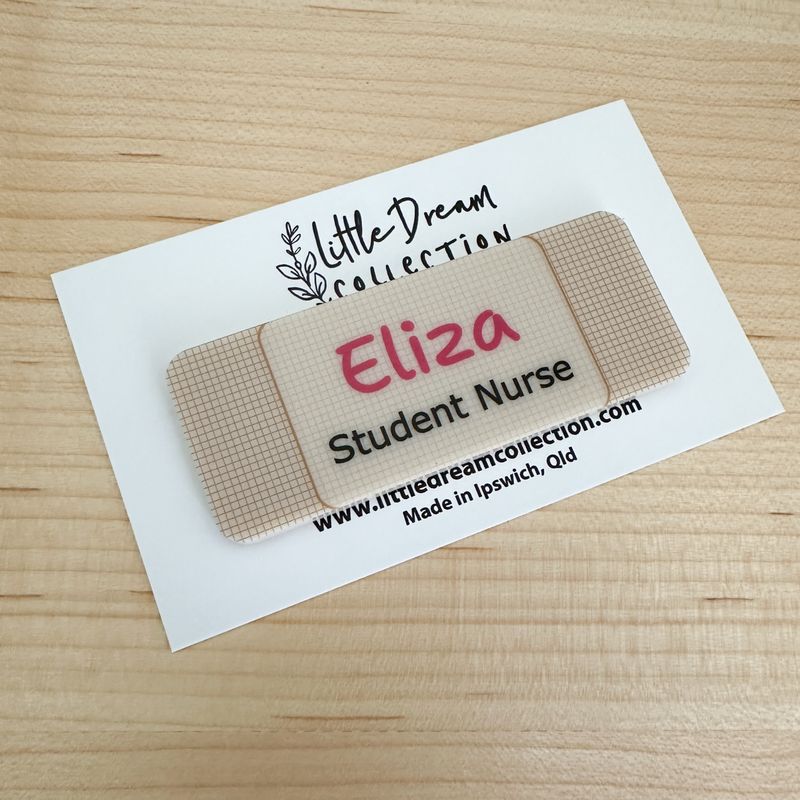 Little Dream
COLLECTION
Eliza
Student Nurse
www.littledreamcollection.com
Made in Ipswich, Qld